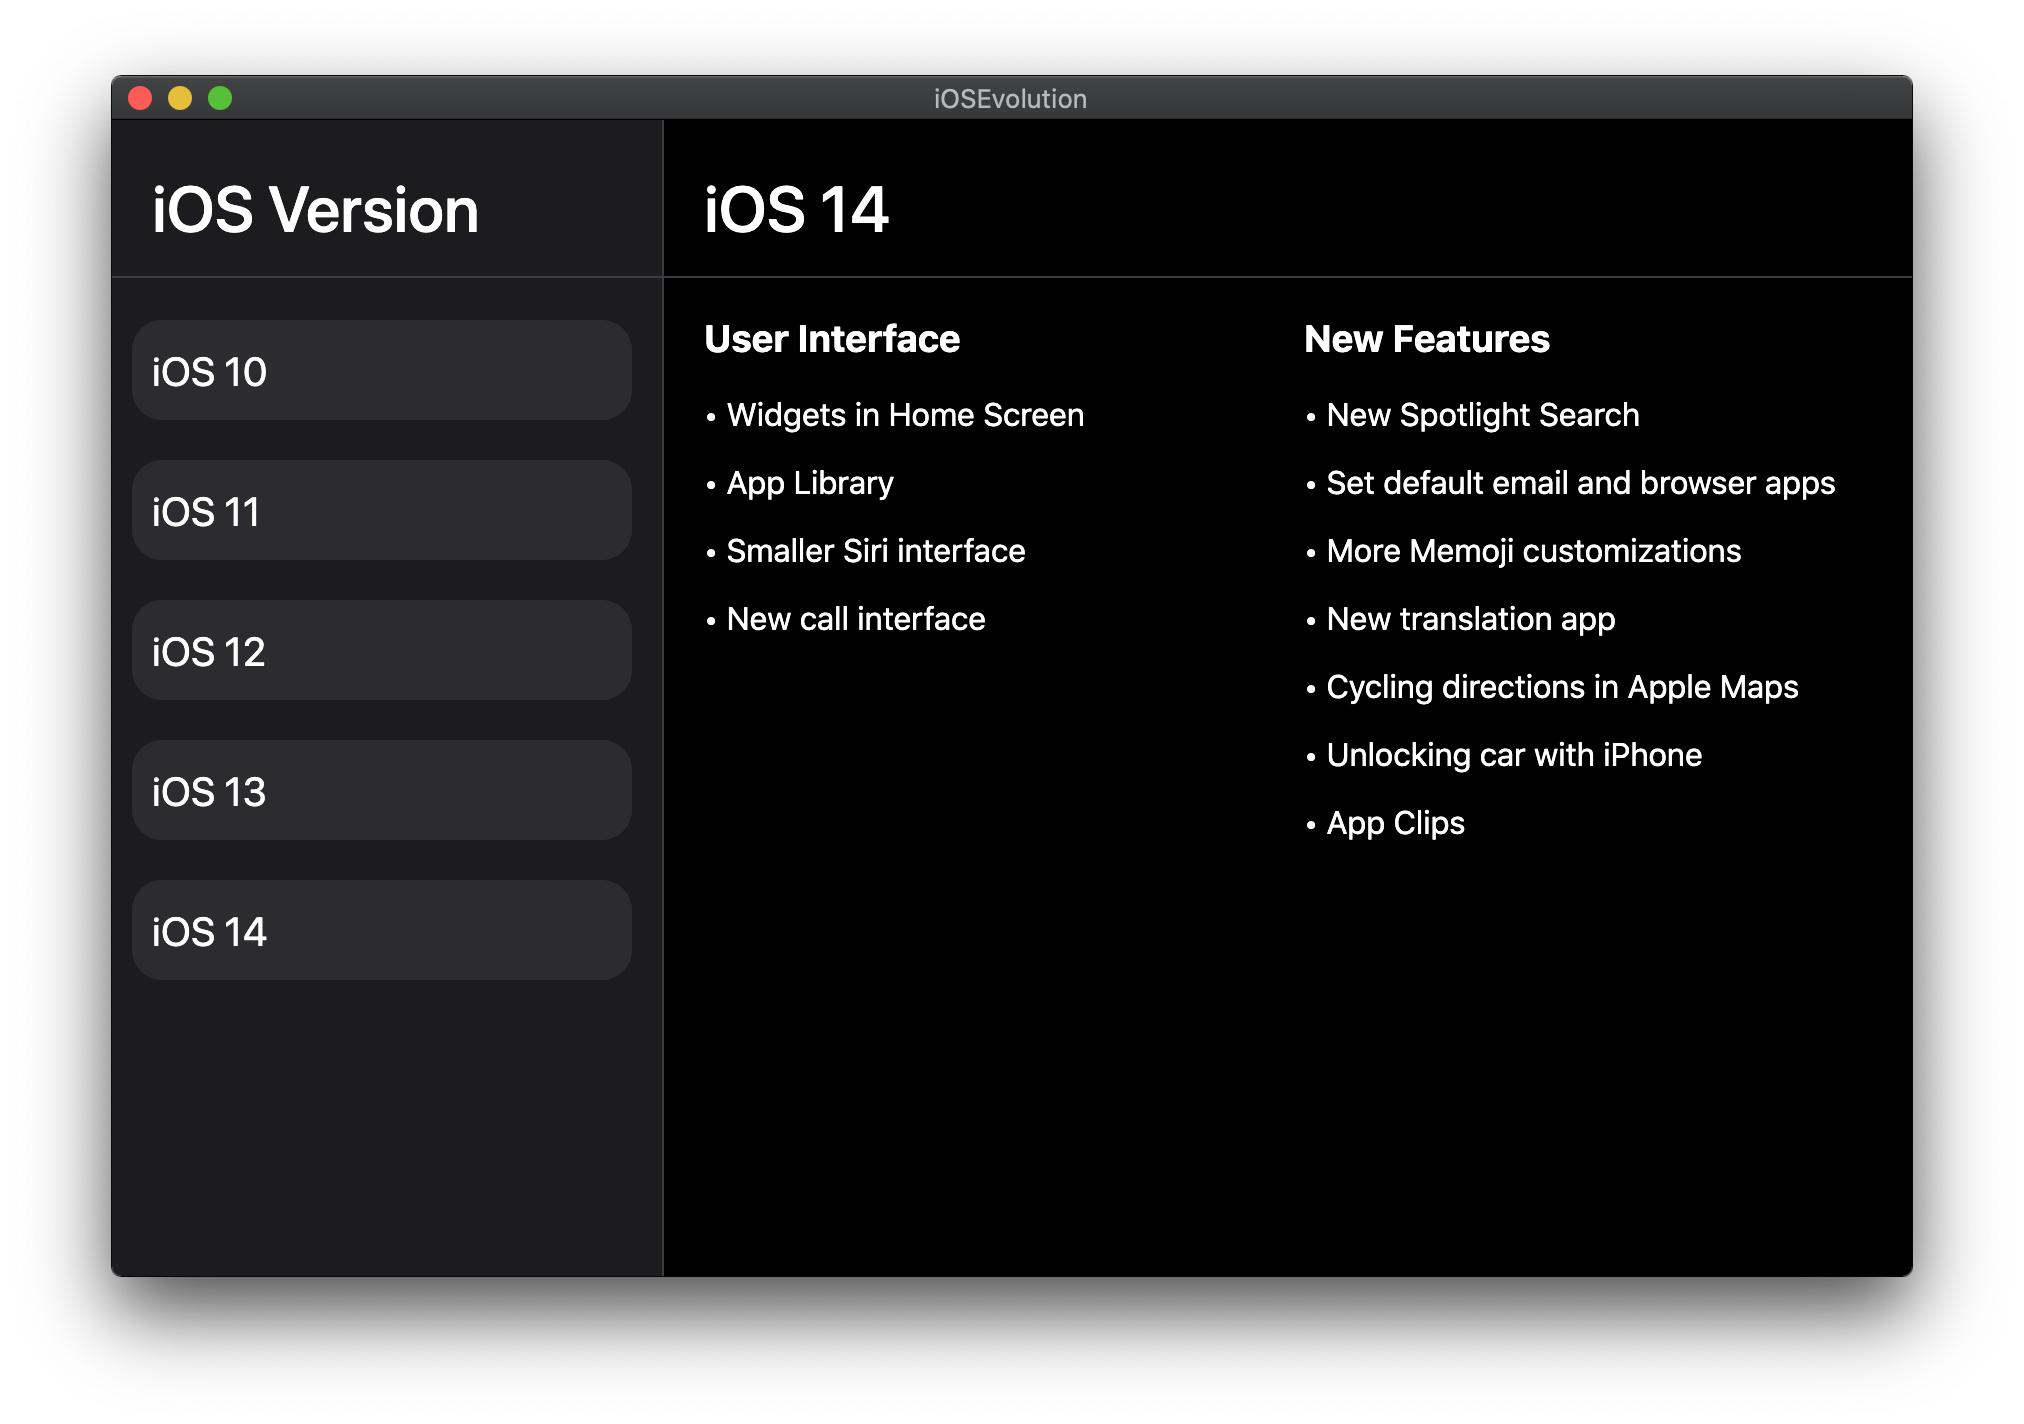 iOSEvolution
iOS Version
iOS 10
iOS 11
iOS 12
iOS 13
iOS 14
iOS 14
User Interface
• Widgets in Home Screen
• App Library
• Smaller Siri interface
• New call interface
New Features
• New Spotlight Search
• Set default email and browser apps
• More Memoji customizations
• New translation app
• Cycling directions in Apple Maps
• Unlocking car with iPhone
• App Clips